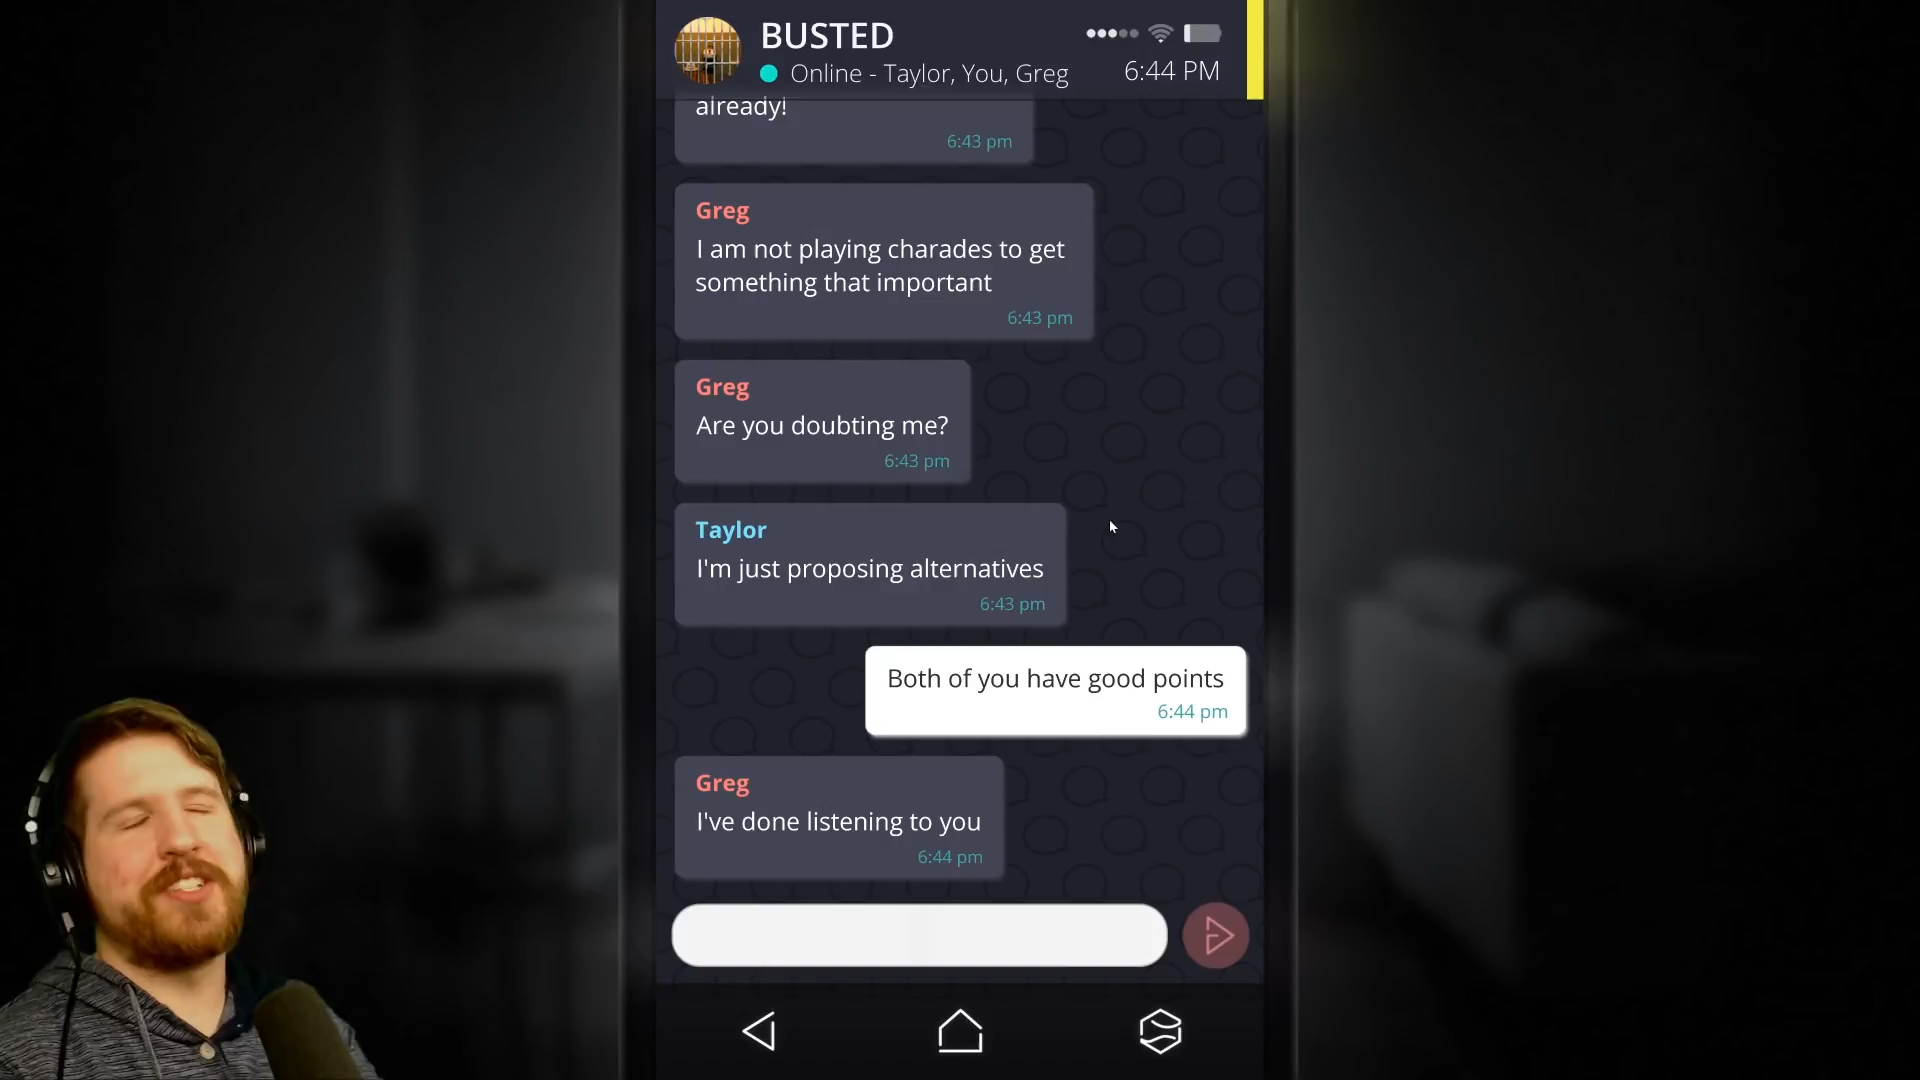 BUSTED
Online - Taylor, You, Greg
6:44 PM
already!
6:43 pm
Greg
I am not playing charades to get
something that important
6:43 pm
Greg
Are you doubting me?
6:43 pm
Taylor
I'm just proposing alternatives
6:43 pm
Both of you have good points
6:44 pm
Greg
I've done listening to you
6:44 pm